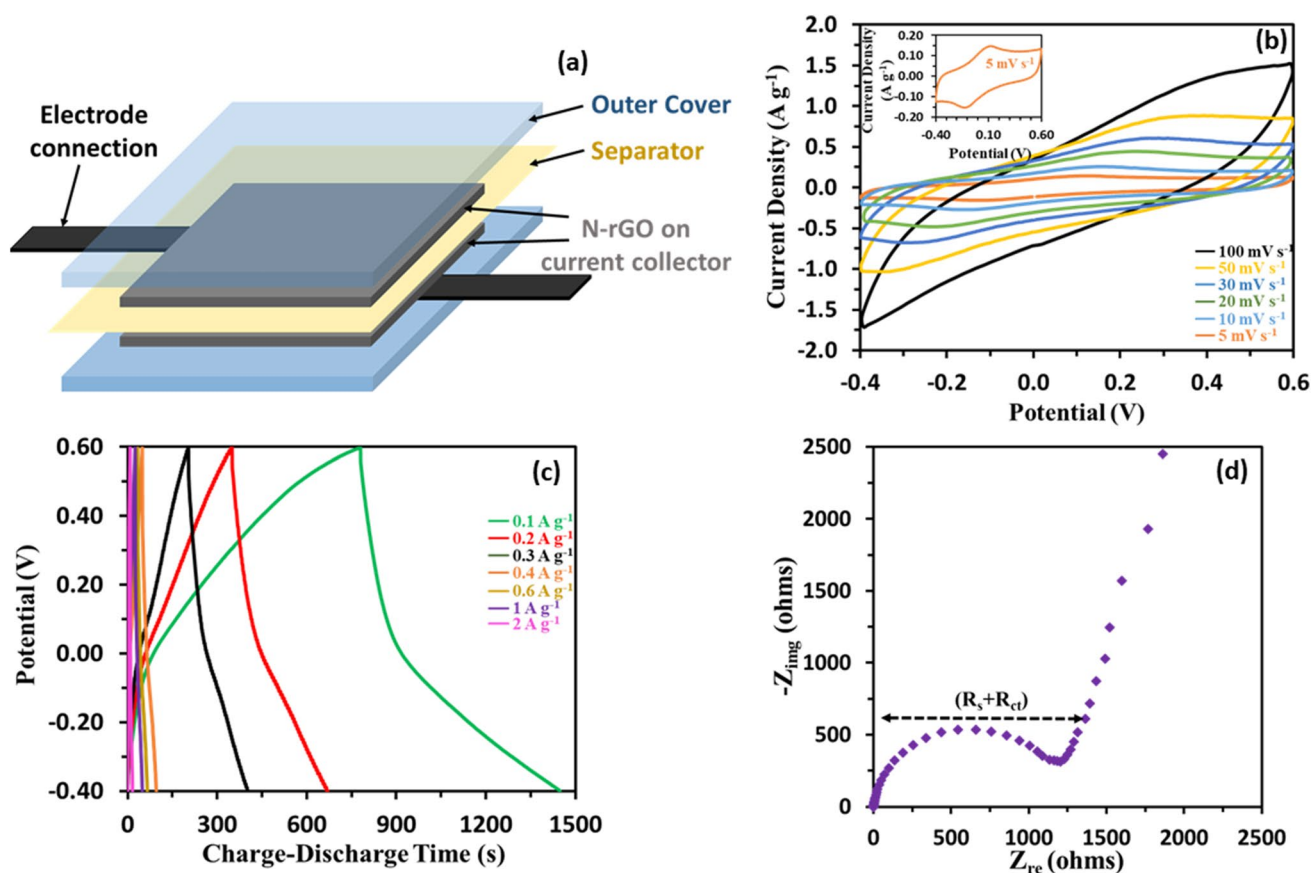 (a)
Outer Cover
Electrode
connection
Separator
N-rGO on
current collector
(b)
2.0
1.5
1.0
0.5
0.0
-0.5
-1.0
-1.5
-2.0
Current Density (A g⁻¹)
-0.4
-0.2
0.0
0.2
0.4
0.6
Potential (V)
Current Density
(A g⁻¹)
0.20
0.10
0.00
-0.10
-0.20
5 mV s⁻¹
-0.40
0.10
0.60
Potential (V)
100 mV s⁻¹
50 mV s⁻¹
30 mV s⁻¹
20 mV s⁻¹
10 mV s⁻¹
5 mV s⁻¹
(c)
0.60
0.40
0.20
0.00
-0.20
-0.40
Potential (V)
0.1 A g⁻¹
0.2 A g⁻¹
0.3 A g⁻¹
0.4 A g⁻¹
0.6 A g⁻¹
1 A g⁻¹
2 A g⁻¹
0
300
600
900
1200
1500
Charge-Discharge Time (s)
(d)
2500
2000
1500
1000
500
0
-Zimg (ohms)
(Rs+Rct)
0
500
1000
1500
2000
2500
Zre (ohms)